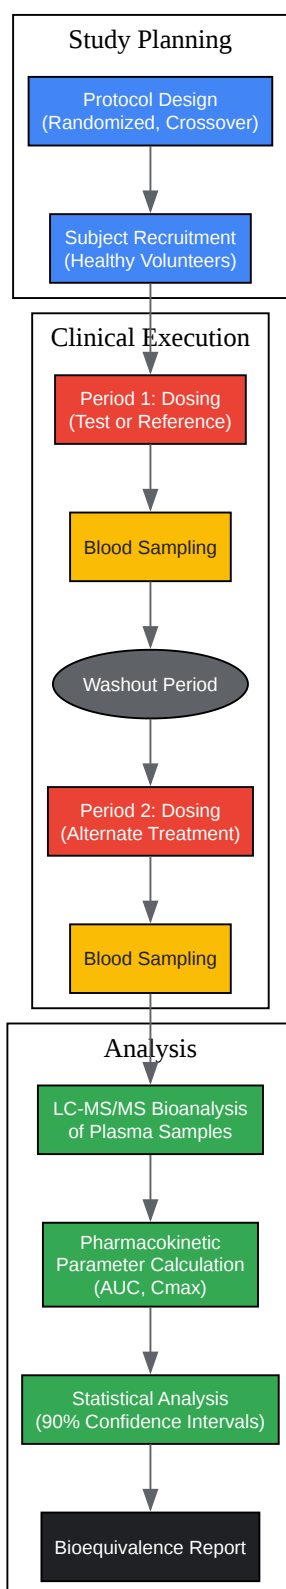 Study Planning
Protocol Design
(Randomized, Crossover)
Subject Recruitment
(Healthy Volunteers)
Clinical Execution
Period 1: Dosing
(Test or Reference)
Blood Sampling
Washout Period
Period 2: Dosing
(Alternate Treatment)
Blood Sampling
Analysis
LC-MS/MS Bioanalysis
of Plasma Samples
Pharmacokinetic
Parameter Calculation
(AUC, Cmax)
Statistical Analysis
(90% Confidence Intervals)
Bioequivalence Report